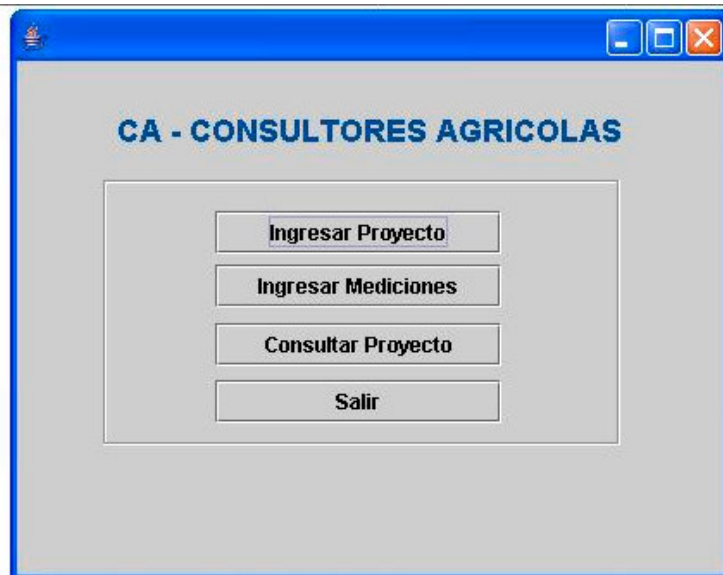 CA - CONSULTORES AGRICOLAS
Ingresar Proyecto
Ingresar Mediciones
Consultar Proyecto
Salir